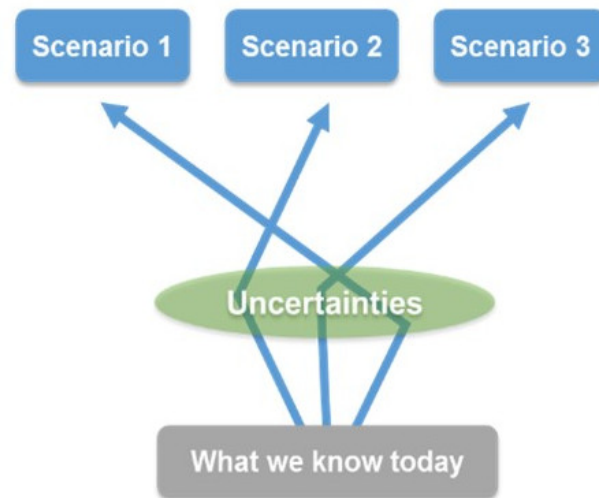 Scenario 1
Scenario 2
Scenario 3
Uncertainties
What we know today